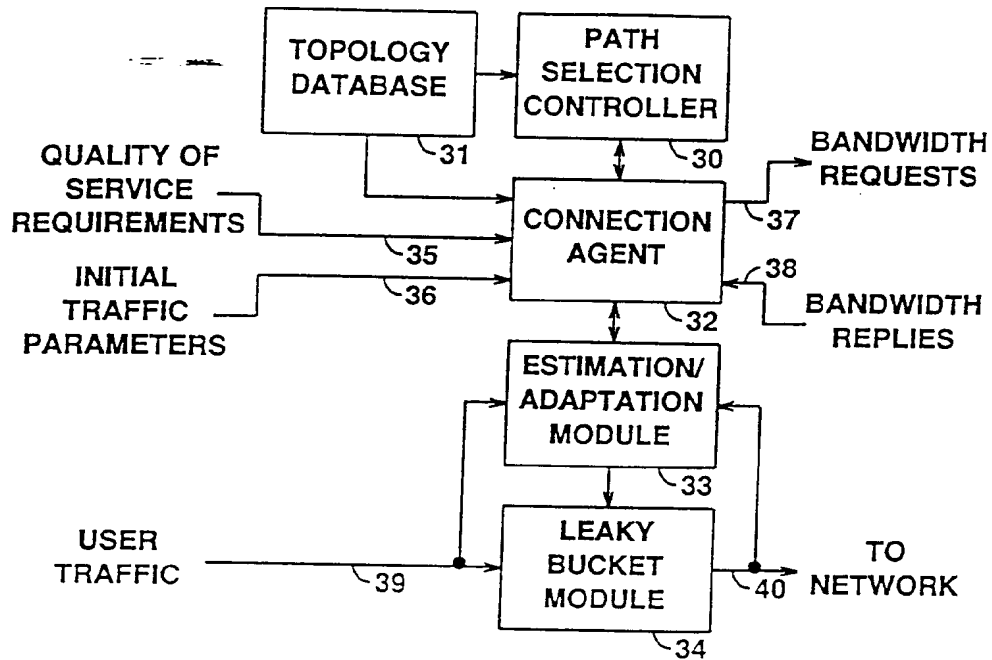 TOPOLOGY
DATABASE
31
PATH
SELECTION
CONTROLLER
30
QUALITY OF
SERVICE
REQUIREMENTS
35
INITIAL
TRAFFIC
PARAMETERS
36
CONNECTION
AGENT
32
BANDWIDTH
REQUESTS
37
38
BANDWIDTH
REPLIES
ESTIMATION/
ADAPTATION
MODULE
33
USER
TRAFFIC
39
LEAKY
BUCKET
MODULE
34
40
TO
NETWORK